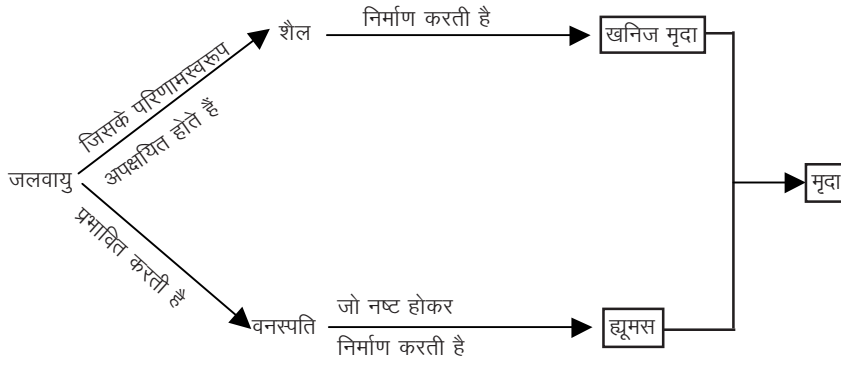 निर्माण करती है
शैल
खनिज मृदा
जिसके परिणामस्वरूप
अपक्षयित होते हैं
जलवायु
मृदा
प्रभावित करती है
वनस्पति
जो नष्ट होकर
निर्माण करती है
ह्यूमस